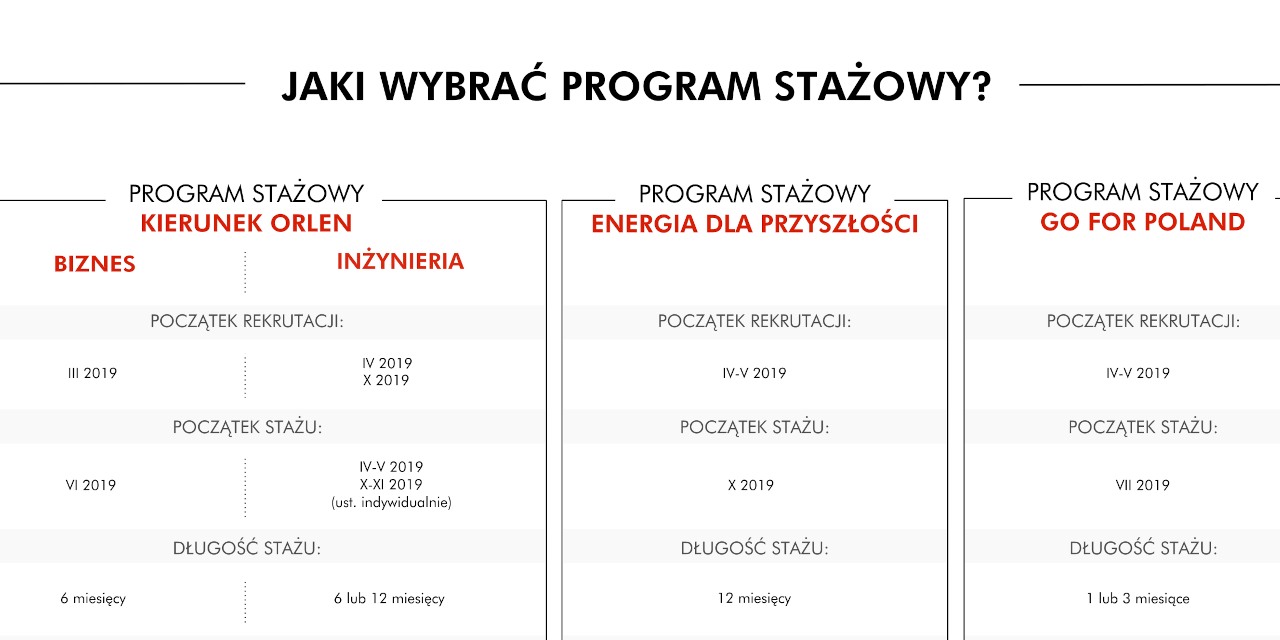 JAKI WYBRAĆ PROGRAM STAŻOWY?
PROGRAM STAŻOWY
KIERUNEK ORLEN
BIZNES
INŻYNIERIA
POCZĄTEK REKRUTACJI:
III 2019
IV 2019
X 2019
POCZĄTEK STAŻU:
VI 2019
IV-V 2019
X-XI 2019
(ust. indywidualnie)
DŁUGOŚĆ STAŻU:
6 miesięcy
6 lub 12 miesięcy
PROGRAM STAŻOWY
ENERGIA DLA PRZYSZŁOŚCI
POCZĄTEK REKRUTACJI:
IV-V 2019
POCZĄTEK STAŻU:
X 2019
DŁUGOŚĆ STAŻU:
12 miesięcy
PROGRAM STAŻOWY
GO FOR POLAND
POCZĄTEK REKRUTACJI:
IV-V 2019
POCZĄTEK STAŻU:
VII 2019
DŁUGOŚĆ STAŻU:
1 lub 3 miesiące